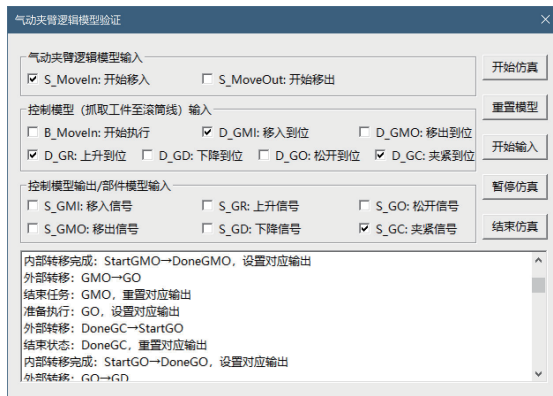 气动夹臂逻辑模型验证
气动夹臂逻辑模型输入
S_MoveIn: 开始移入 S_MoveOut: 开始移出
开始仿真
控制模型（抓取工件至滚筒线）输入
重置模型
B_MoveIn: 开始执行 D_GMI: 移入到位 D_GMO: 移出到位
D_GR: 上升到位 D_GD: 下降到位 D_GO: 松开到位 D_GC: 夹紧到位
开始输入
控制模型输出/部件模型输入
暂停仿真
S_GMI: 移入信号 S_GR: 上升信号 S_GO: 松开信号
S_GMO: 移出信号 S_GD: 下降信号 S_GC: 夹紧信号
结束仿真
内部转移完成: StartGMO→DoneGMO, 设置对应输出
外部转移: GMO→GO
结束任务: GMO, 重置对应输出
准备执行: GO, 设置对应输出
外部转移: DoneGC→StartGO
结束状态: DoneGC, 重置对应输出
内部转移完成: StartGO→DoneGO, 设置对应输出
外部转移: GO→GD